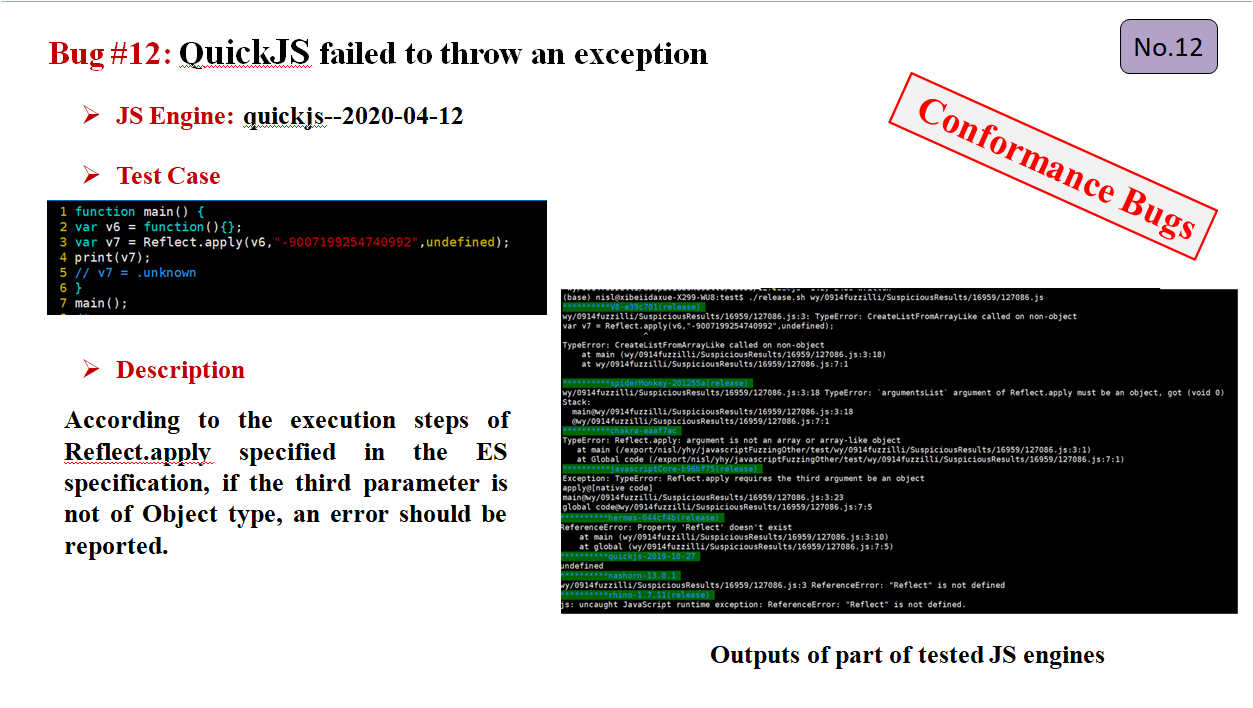 Bug #12: QuickJS failed to throw an exception
No.12
JS Engine: quickjs--2020-04-12
Conformance Bugs
Test Case
1 function main() {
2 var v6 = function(){};
3 var v7 = Reflect.apply(v6,"-9007199254740992",undefined);
4 print(v7);
5 // v7 = .unknown
6 }
7 main();
Description
According to the execution steps of
Reflect.apply specified in the ES
specification, if the third parameter is
not of Object type, an error should be
reported.
(base) nisl@xibeiidaxue-X299-WU8:test$ ./release.sh wy/0914fuzzilli/SuspiciousResults/16959/127086.js
**********V8-e39c701(release)
wy/0914fuzzilli/SuspiciousResults/16959/127086.js:3: TypeError: CreateListFromArrayLike called on non-object
var v7 = Reflect.apply(v6,"-9007199254740992",undefined);
^
TypeError: CreateListFromArrayLike called on non-object
at main (wy/0914fuzzilli/SuspiciousResults/16959/127086.js:3:18)
at wy/0914fuzzilli/SuspiciousResults/16959/127086.js:7:1
**********spiderMonkey-201255a(release)
wy/0914fuzzilli/SuspiciousResults/16959/127086.js:3:18 TypeError: `argumentsList` argument of Reflect.apply must be an object, got (void 0)
Stack:
main@wy/0914fuzzilli/SuspiciousResults/16959/127086.js:3:18
@wy/0914fuzzilli/SuspiciousResults/16959/127086.js:7:1
**********chakra-eaaf7ac
TypeError: Reflect.apply: argument is not an array or array-like object
at main (/export/nisl/yhy/javascriptFuzzingOther/test/wy/0914fuzzilli/SuspiciousResults/16959/127086.js:3:1)
at Global code (/export/nisl/yhy/javascriptFuzzingOther/test/wy/0914fuzzilli/SuspiciousResults/16959/127086.js:7:1)
**********javascriptCore-b96bf75(release)
Exception: TypeError: Reflect.apply requires the third argument be an object
apply@[native code]
main@wy/0914fuzzilli/SuspiciousResults/16959/127086.js:3:23
global code@wy/0914fuzzilli/SuspiciousResults/16959/127086.js:7:5
**********hermes-044cf4b(release)
ReferenceError: Property 'Reflect' doesn't exist
at main (wy/0914fuzzilli/SuspiciousResults/16959/127086.js:3:10)
at global (wy/0914fuzzilli/SuspiciousResults/16959/127086.js:7:5)
**********quickjs-2019-10-27
undefined
**********nashorn-13.0.1
wy/0914fuzzilli/SuspiciousResults/16959/127086.js:3 ReferenceError: "Reflect" is not defined
**********rhino-1.7.11(release)
js: uncaught JavaScript runtime exception: ReferenceError: "Reflect" is not defined.
Outputs of part of tested JS engines